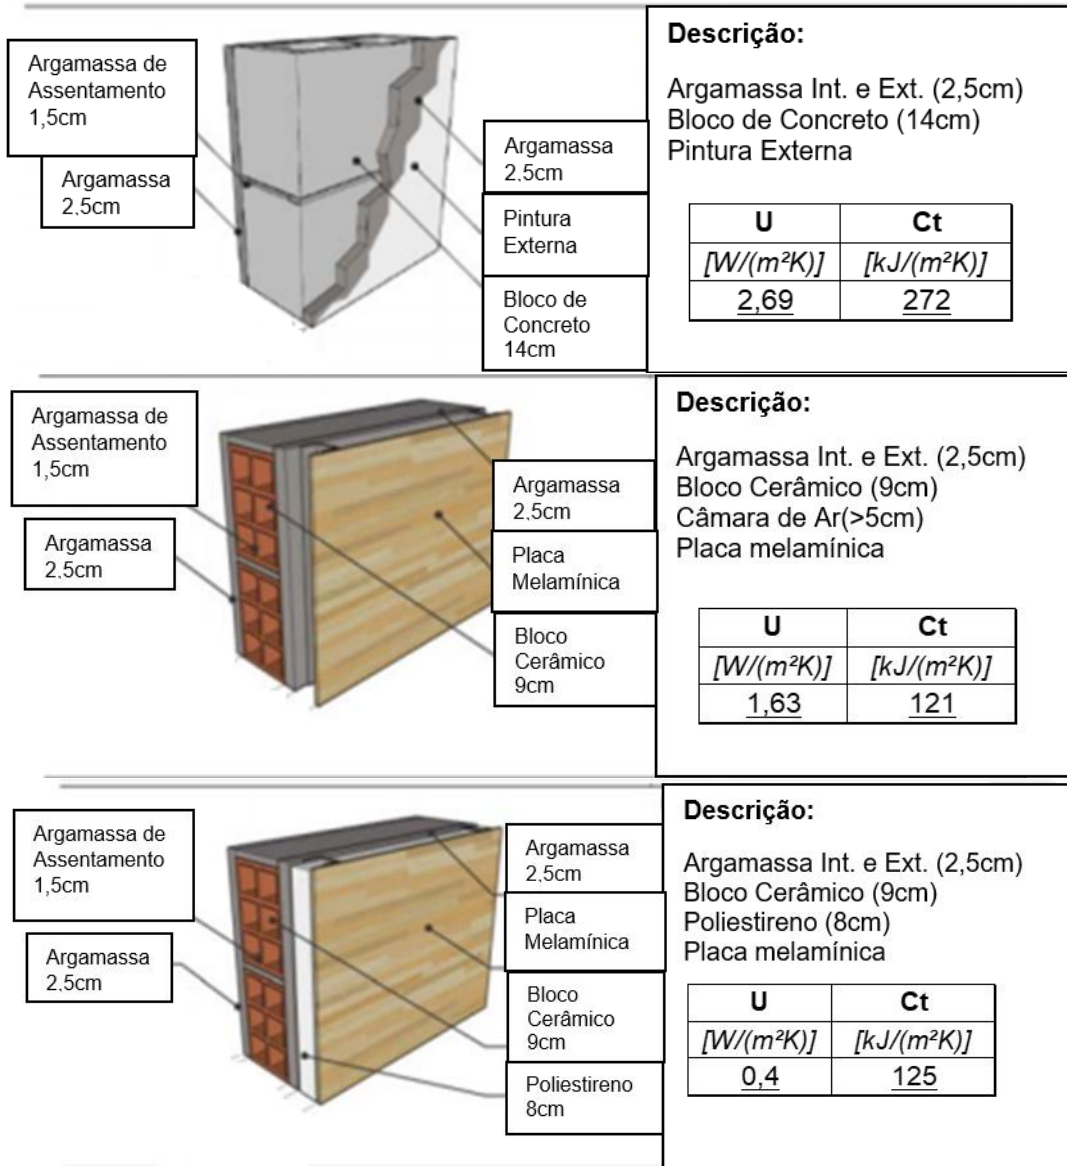 Argamassa de
Assentamento
1,5cm
Argamassa
2,5cm
Argamassa
2,5cm
Pintura
Externa
Bloco de
Concreto
14cm
Descrição:
Argamassa Int. e Ext. (2,5cm)
Bloco de Concreto (14cm)
Pintura Externa
U Ct
[W/(m²K)] [kJ/(m²K)]
2,69 272
Argamassa de
Assentamento
1,5cm
Argamassa
2,5cm
Argamassa
2,5cm
Placa
Melamínica
Bloco
Cerâmico
9cm
Descrição:
Argamassa Int. e Ext. (2,5cm)
Bloco Cerâmico (9cm)
Câmara de Ar(>5cm)
Placa melamínica
U Ct
[W/(m²K)] [kJ/(m²K)]
1,63 121
Argamassa de
Assentamento
1,5cm
Argamassa
2,5cm
Argamassa
2,5cm
Placa
Melamínica
Bloco
Cerâmico
9cm
Poliestireno
8cm
Descrição:
Argamassa Int. e Ext. (2,5cm)
Bloco Cerâmico (9cm)
Poliestireno (8cm)
Placa melamínica
U Ct
[W/(m²K)] [kJ/(m²K)]
0,4 125